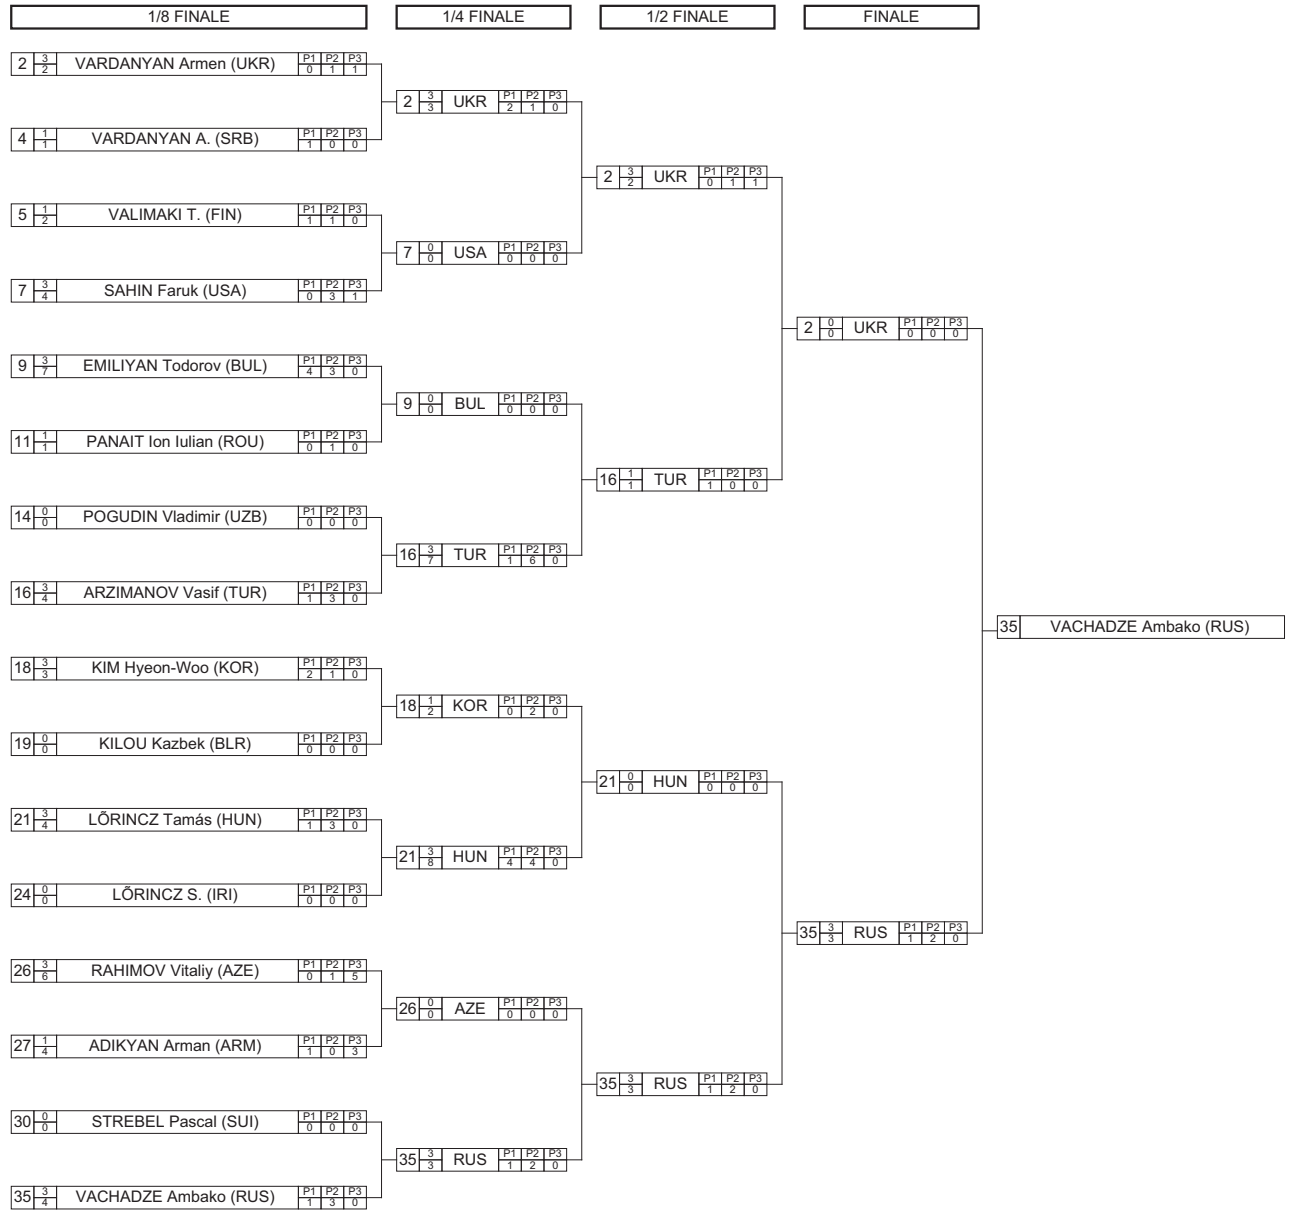 1/8 FINALE 1/4 FINALE 1/2 FINALE FINALE
2 3 2 VARDANYAN Armen (UKR) P1 P2 P3 0 1 1
2 3 3 UKR P1 P2 P3 2 1 0
4 1 1 VARDANYAN A. (SRB) P1 P2 P3 1 0 0
2 3 2 UKR P1 P2 P3 0 1 1
5 1 2 VALIMAKI T. (FIN) P1 P2 P3 1 1 0
7 0 0 USA P1 P2 P3 0 0 0
7 3 4 SAHIN Faruk (USA) P1 P2 P3 0 3 1
2 0 0 UKR P1 P2 P3 0 0 0
9 3 7 EMILIYAN Todorov (BUL) P1 P2 P3 4 3 0
9 0 0 BUL P1 P2 P3 0 0 0
11 1 1 PANAIT Ion Iulian (ROU) P1 P2 P3 0 1 0
16 1 1 TUR P1 P2 P3 1 0 0
14 0 0 POGUDIN Vladimir (UZB) P1 P2 P3 0 0 0
16 3 7 TUR P1 P2 P3 1 6 0
16 3 4 ARZIMANOV Vasif (TUR) P1 P2 P3 1 3 0
35 VACHADZE Ambako (RUS)
18 3 3 KIM Hyeon-Woo (KOR) P1 P2 P3 2 1 0
18 1 2 KOR P1 P2 P3 0 2 0
19 0 0 KILOU Kazbek (BLR) P1 P2 P3 0 0 0
21 0 0 HUN P1 P2 P3 0 0 0
21 3 4 LÕRINCZ Tamás (HUN) P1 P2 P3 1 3 0
21 3 8 HUN P1 P2 P3 4 4 0
24 0 0 LÕRINCZ S. (IRI) P1 P2 P3 0 0 0
35 3 3 RUS P1 P2 P3 1 2 0
26 3 6 RAHIMOV Vitaliy (AZE) P1 P2 P3 0 1 5
26 0 0 AZE P1 P2 P3 0 0 0
27 1 4 ADIKYAN Arman (ARM) P1 P2 P3 1 0 3
35 3 3 RUS P1 P2 P3 1 2 0
30 0 0 STREBEL Pascal (SUI) P1 P2 P3 0 0 0
35 3 3 RUS P1 P2 P3 1 2 0
35 3 4 VACHADZE Ambako (RUS) P1 P2 P3 1 3 0